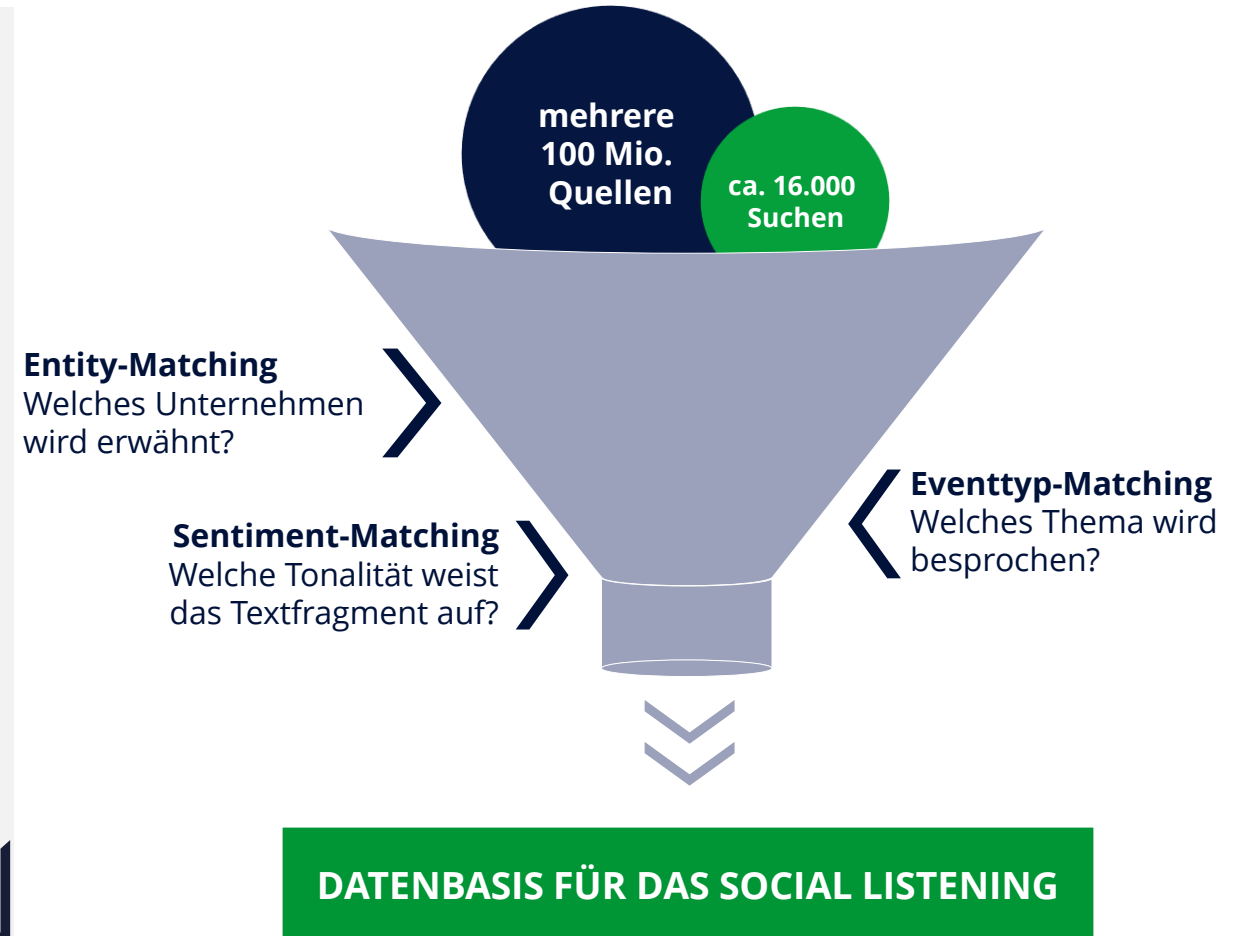 mehrere
100 Mio.
Quellen
ca. 16.000
Suchen
Entity-Matching
Welches Unternehmen
wird erwähnt?
Eventtyp-Matching
Welches Thema wird
besprochen?
Sentiment-Matching
Welche Tonalität weist
das Textfragment auf?
DATENBASIS FÜR DAS SOCIAL LISTENING